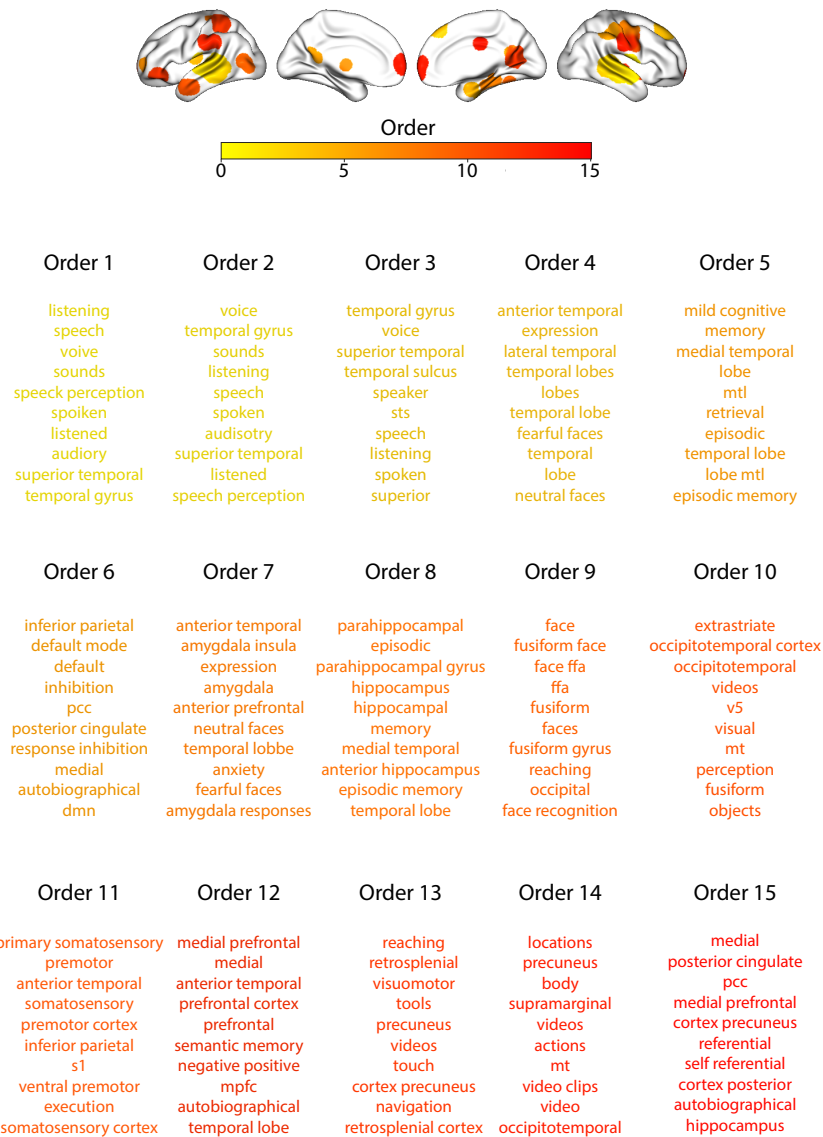 Order
0 5 10 15
Order 1 Order 2 Order 3 Order 4 Order 5
listening voice temporal gyrus anterior temporal mild cognitive
speech temporal gyrus voice expression memory
voive sounds superior temporal lateral temporal medial temporal
sounds listening temporal sulcus temporal lobes lobe
speeck perception speech speaker lobes mtl
spoiken spoken sts temporal lobe retrieval
listened audisotry speech fearful faces episodic
audiory superior temporal listening temporal temporal lobe
superior temporal listened spoken lobe lobe mtl
temporal gyrus speech perception superior neutral faces episodic memory
Order 6 Order 7 Order 8 Order 9 Order 10
inferior parietal anterior temporal parahippocampal face extrastriate
default mode amygdala insula episodic fusiform face occipitotemporal cortex
default expression parahippocampal gyrus face ffa occipitotemporal
inhibition amygdala hippocampus ffa videos
pcc anterior prefrontal hippocampal fusiform v5
posterior cingulate neutral faces memory faces visual
response inhibition temporal lobbe medial temporal fusiform gyrus mt
medial anxiety anterior hippocampus reaching perception
autobiographical fearful faces episodic memory occipital fusiform
dmn amygdala responses temporal lobe face recognition objects
Order 11 Order 12 Order 13 Order 14 Order 15
primary somatosensory medial prefrontal reaching locations medial
premotor medial retrosplenial precuneus posterior cingulate
anterior temporal anterior temporal visuomotor body pcc
somatosensory prefrontal cortex tools supramarginal medial prefrontal
premotor cortex prefrontal precuneus videos cortex precuneus
inferior parietal semantic memory videos actions referential
s1 negative positive touch mt self referential
ventral premotor mpfc cortex precuneus video clips cortex posterior
execution autobiographical navigation video autobiographical
somatosensory cortex temporal lobe retrosplenial cortex occipitotemporal hippocampus